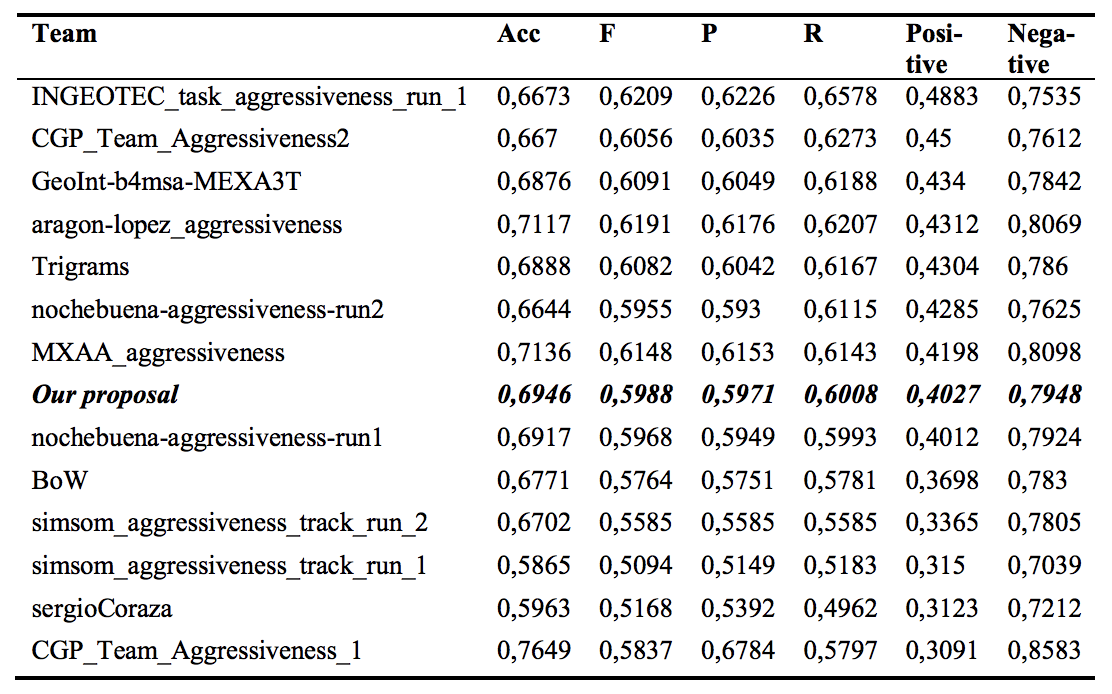 Team Acc F P R Posi- Nega-
tive tive
INGEOTEC_task_aggressiveness_run_1 0,6673 0,6209 0,6226 0,6578 0,4883 0,7535
CGP_Team_Aggressiveness2 0,667 0,6056 0,6035 0,6273 0,45 0,7612
GeoInt-b4msa-MEXA3T 0,6876 0,6091 0,6049 0,6188 0,434 0,7842
aragon-lopez_aggressiveness 0,7117 0,6191 0,6176 0,6207 0,4312 0,8069
Trigrams 0,6888 0,6082 0,6042 0,6167 0,4304 0,786
nochebuena-aggressiveness-run2 0,6644 0,5955 0,593 0,6115 0,4285 0,7625
MXAA_aggressiveness 0,7136 0,6148 0,6153 0,6143 0,4198 0,8098
Our proposal 0,6946 0,5988 0,5971 0,6008 0,4027 0,7948
nochebuena-aggressiveness-run1 0,6917 0,5968 0,5949 0,5993 0,4012 0,7924
BoW 0,6771 0,5764 0,5751 0,5781 0,3698 0,783
simsom_aggressiveness_track_run_2 0,6702 0,5585 0,5585 0,5585 0,3365 0,7805
simsom_aggressiveness_track_run_1 0,5865 0,5094 0,5149 0,5183 0,315 0,7039
sergioCoraza 0,5963 0,5168 0,5392 0,4962 0,3123 0,7212
CGP_Team_Aggressiveness_1 0,7649 0,5837 0,6784 0,5797 0,3091 0,8583